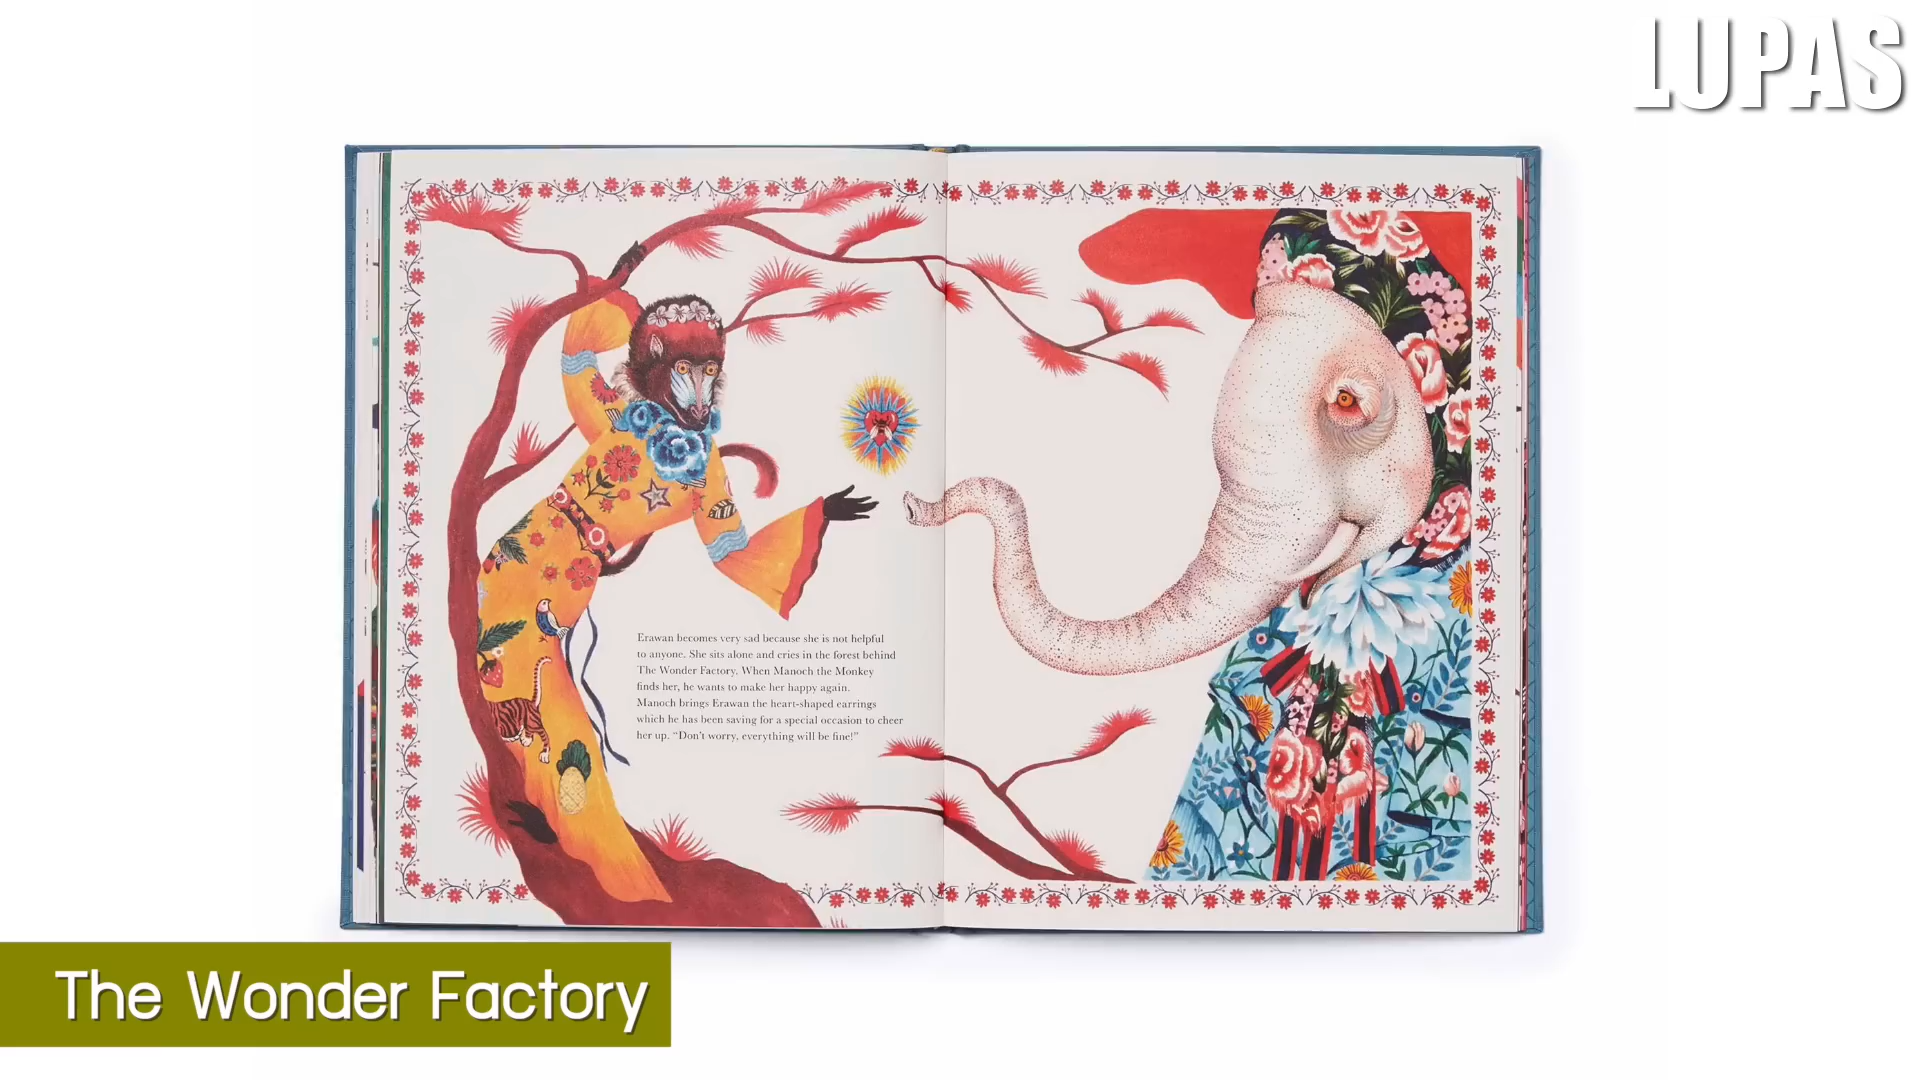 LUPAS
Erawan becomes very sad because she is not helpful
to anyone. She sits alone and cries in the forest behind
The Wonder Factory. When Manoch the Monkey
finds her, he wants to make her happy again.
Manoch brings Erawan the heart-shaped earrings
which he has been saving for a special occasion to cheer
her up. “Don’t worry, everything will be fine!”
The Wonder Factory